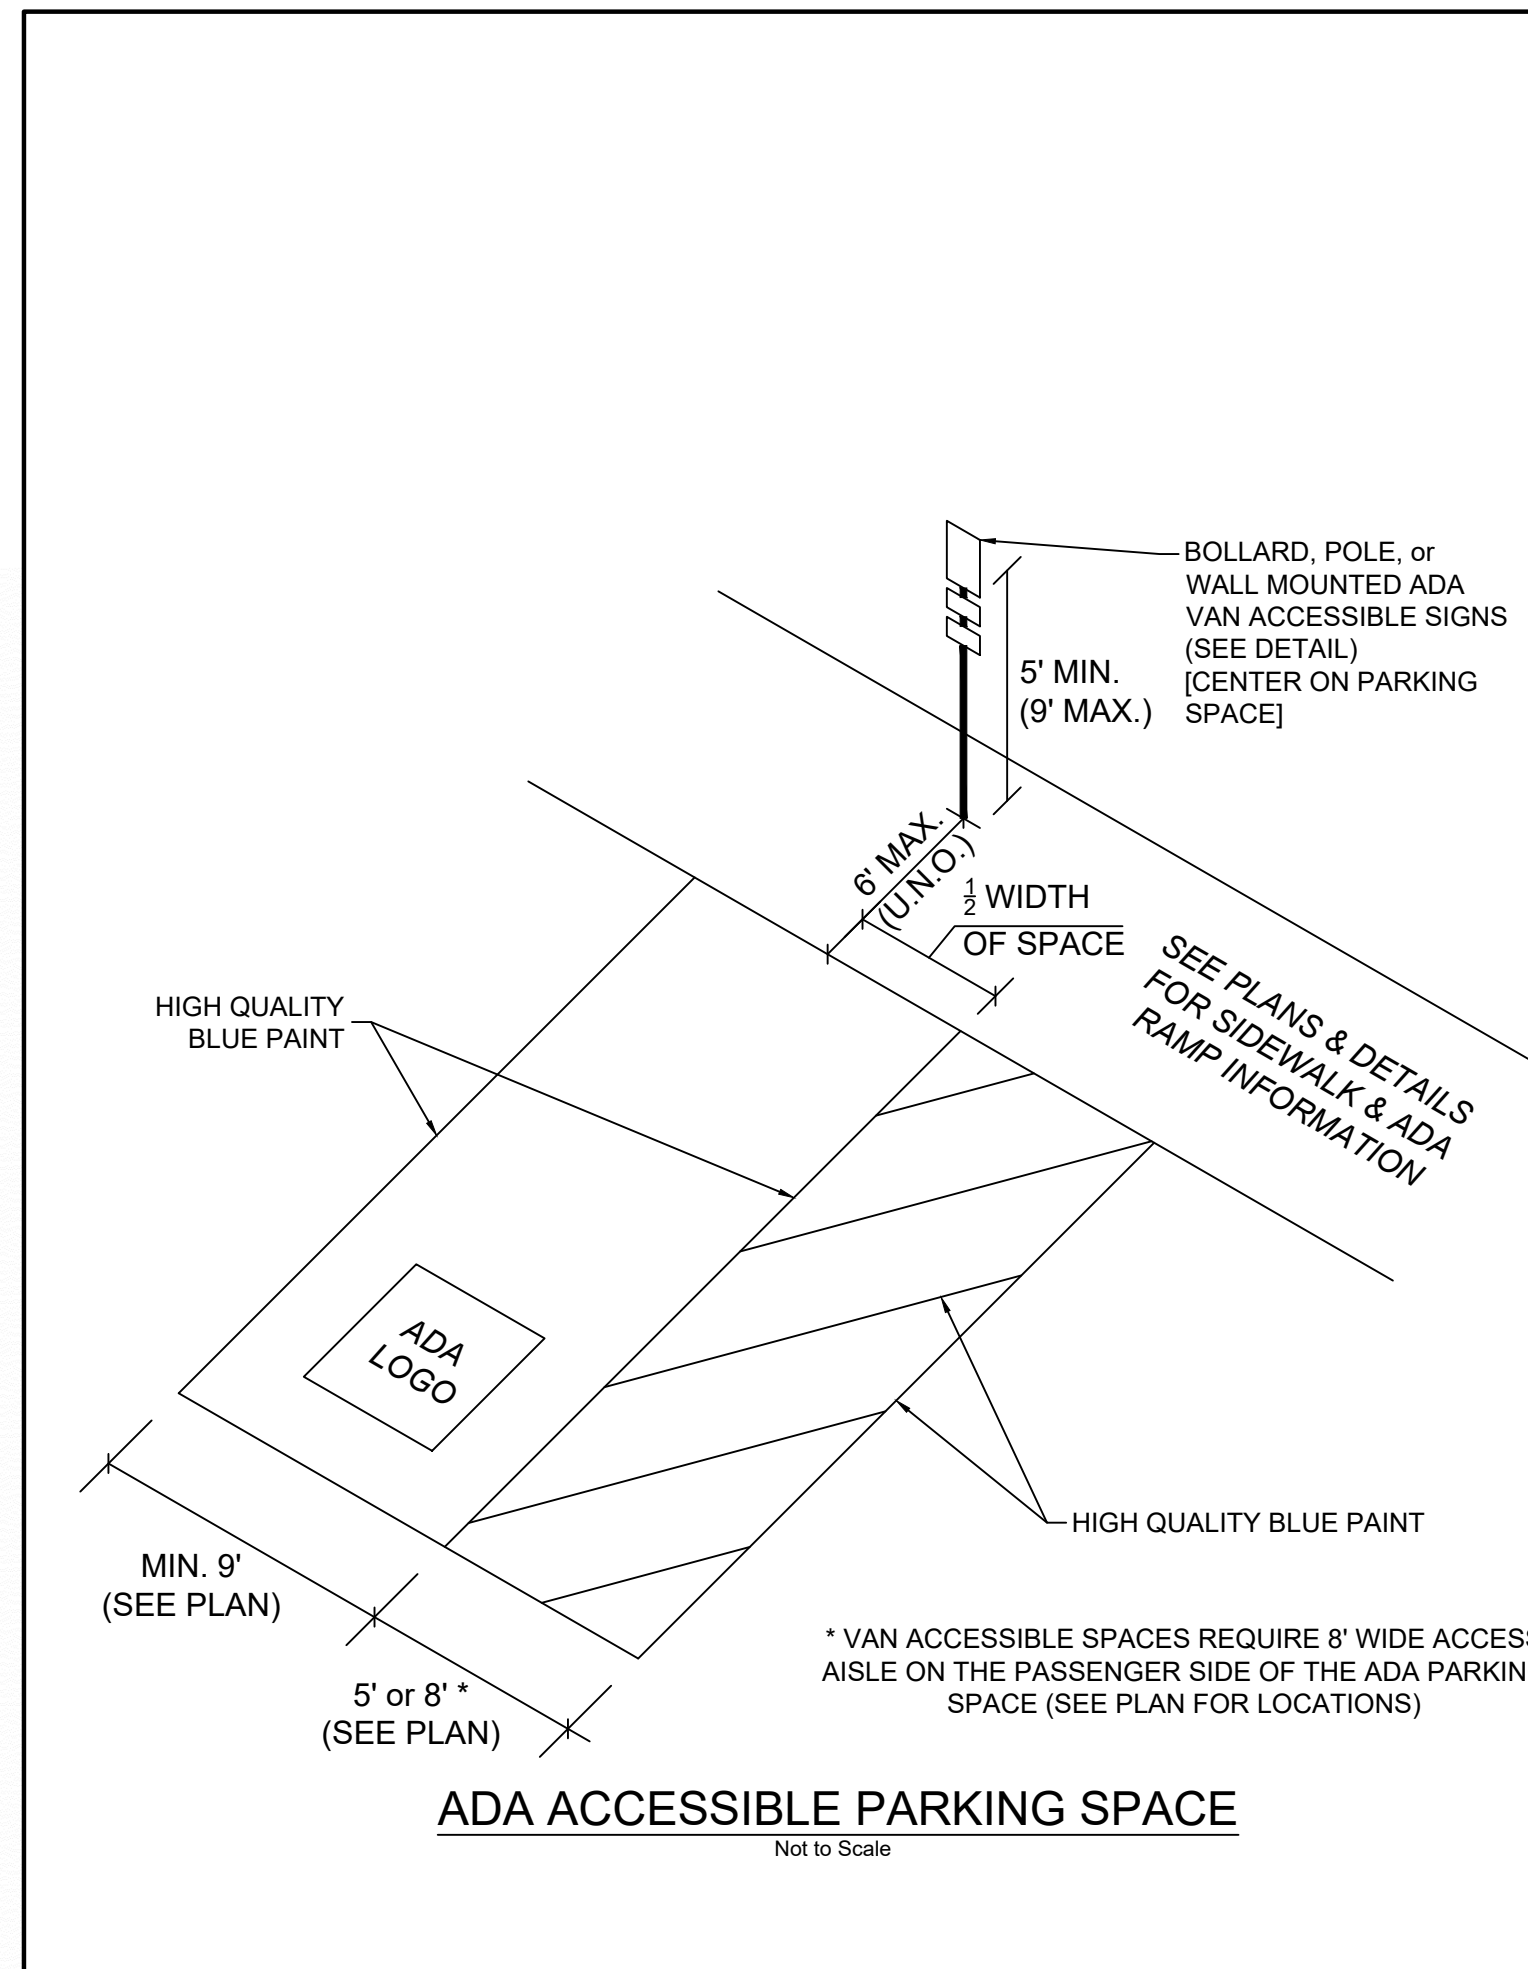 BOLLARD, POLE, or
WALL MOUNTED ADA
VAN ACCESSIBLE SIGNS
(SEE DETAIL)
[CENTER ON PARKING
SPACE]
5' MIN.
(9' MAX.)
6' MAX.
(U.N.O.)
½ WIDTH
OF SPACE
SEE PLANS & DETAILS
FOR SIDEWALK & ADA
RAMP INFORMATION
HIGH QUALITY
BLUE PAINT
ADA
LOGO
HIGH QUALITY BLUE PAINT
MIN. 9'
(SEE PLAN)
5' or 8' *
(SEE PLAN)
* VAN ACCESSIBLE SPACES REQUIRE 8' WIDE ACCESS
AISLE ON THE PASSENGER SIDE OF THE ADA PARKIN
SPACE (SEE PLAN FOR LOCATIONS)
ADA ACCESSIBLE PARKING SPACE
Not to Scale